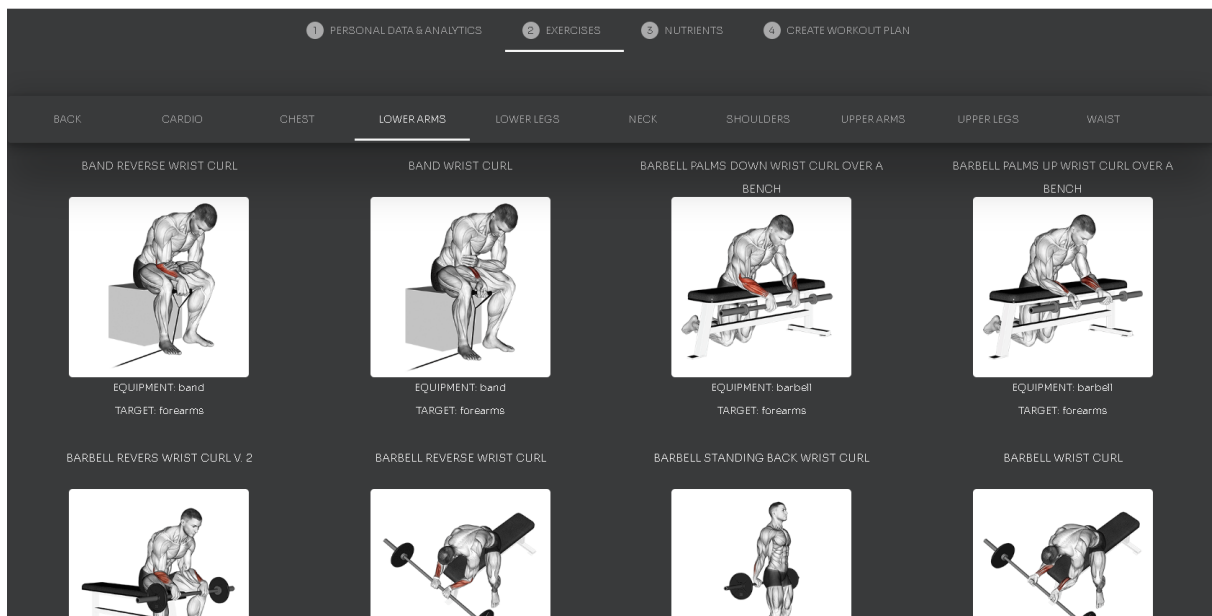 1 PERSONAL DATA & ANALYTICS 2 EXERCISES 3 NUTRIENTS 4 CREATE WORKOUT PLAN
BACK CARDIO CHEST LOWER ARMS LOWER LEGS NECK SHOULDERS UPPER ARMS UPPER LEGS WAIST
BAND REVERSE WRIST CURL
BAND WRIST CURL
BARBELL PALMS DOWN WRIST CURL OVER A
BENCH
BARBELL PALMS UP WRIST CURL OVER A
BENCH
EQUIPMENT: band
TARGET: forearms
EQUIPMENT: band
TARGET: forearms
EQUIPMENT: barbell
TARGET: forearms
EQUIPMENT: barbell
TARGET: forearms
BARBELL REVERS WRIST CURL V. 2
BARBELL REVERSE WRIST CURL
BARBELL STANDING BACK WRIST CURL
BARBELL WRIST CURL